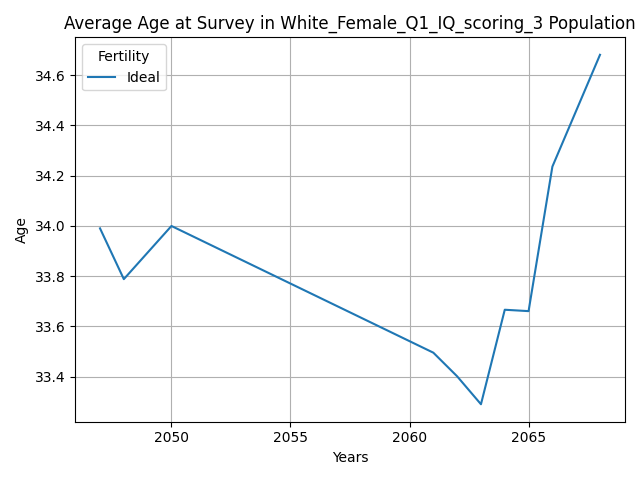 Average Age at Survey in White_Female_Q1_IQ_scoring_3 Population
Fertility
Ideal
34.6
34.4
34.2
34.0
33.8
33.6
33.4
Age
2050 2055 2060 2065
Years